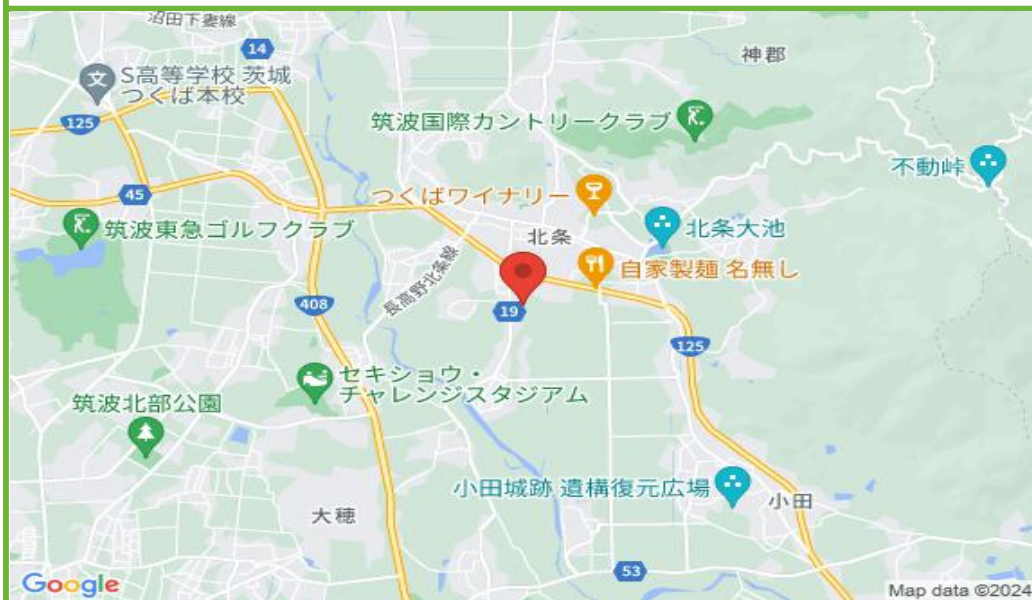 沼田下妻線
14
神郡
S高等学校 茨城
つくば本校
125
筑波国際カントリークラブ
不動峠
45
つくばワイナリー
筑波東急ゴルフクラブ
北条
北条大池
自家製麺 名無し
長高野北条線
408
19
125
セキショウ・
チャレンジスタジアム
筑波北部公園
小田城跡 遺構復元広場
小田
大穂
53
Google
Map data ©2024